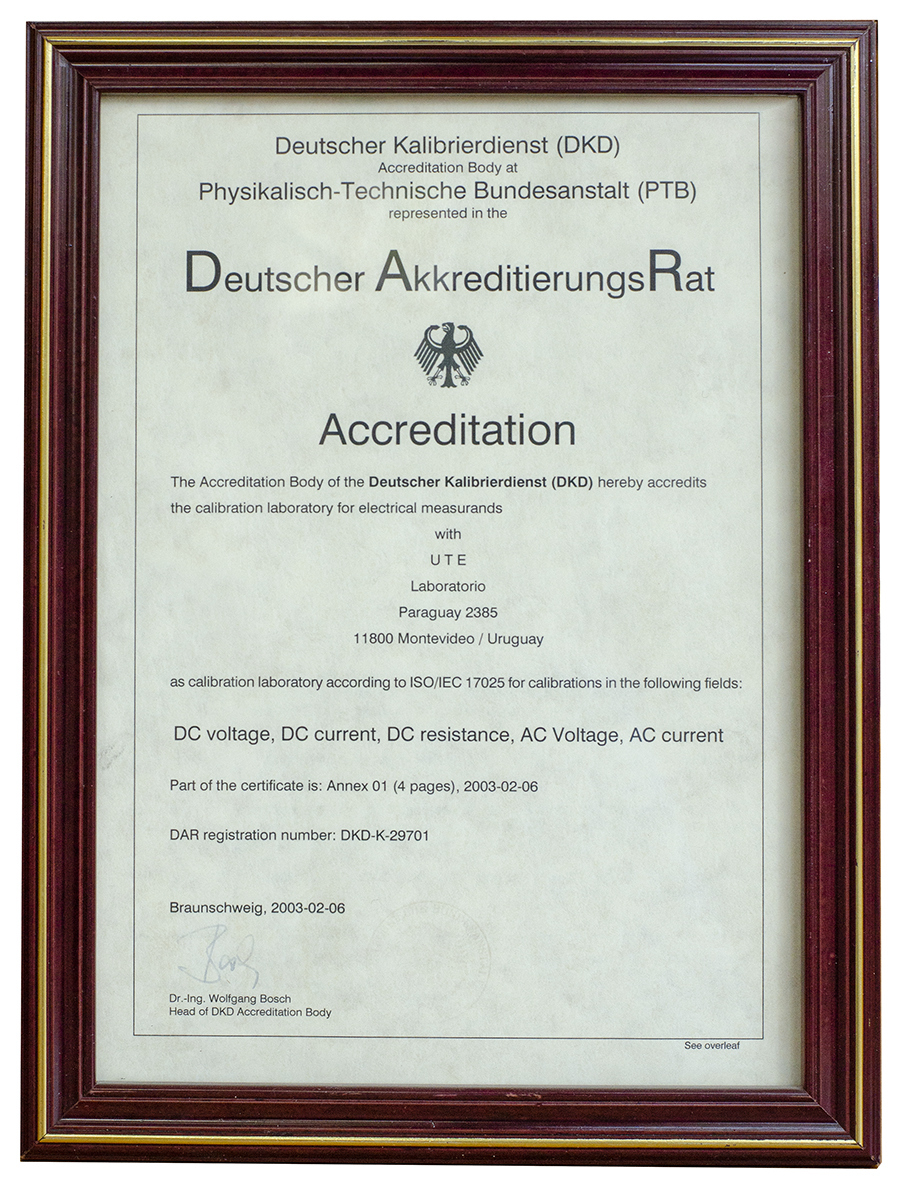 Deutscher Kalibrierdienst (DKD)
Accreditation Body at
Physikalisch-Technische Bundesanstalt (PTB)
represented in the
Deutscher AkkreditierungsRat
Accreditation
The Accreditation Body of the Deutscher Kalibrierdienst (DKD) hereby accredits
the calibration laboratory for electrical measurands
with
U T E
Laboratorio
Paraguay 2385
11800 Montevideo / Uruguay
as calibration laboratory according to ISO/IEC 17025 for calibrations in the following fields:
DC voltage, DC current, DC resistance, AC Voltage, AC current
Part of the certificate is: Annex 01 (4 pages), 2003-02-06
DAR registration number: DKD-K-29701
Braunschweig, 2003-02-06
Dr.-Ing. Wolfgang Bosch
Head of DKD Accreditation Body
See overleaf